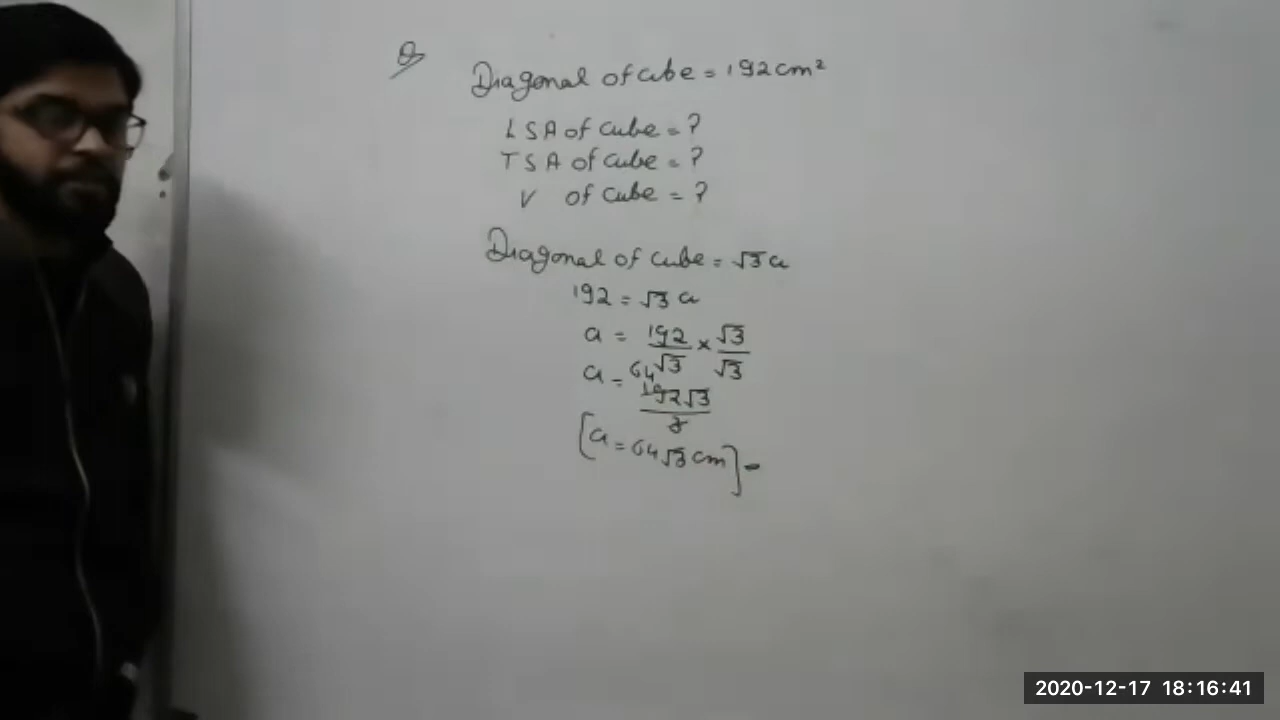 Q
Diagonal of cube = 192 cm²
LSA of cube = ?
TSA of cube = ?
V of cube = ?
Diagonal of cube = √3 a
192 = √3 a
a = 192/√3 × √3/√3
a = 64 192√3/3
[a = 64√3 cm] -
2020-12-17 18:16:41